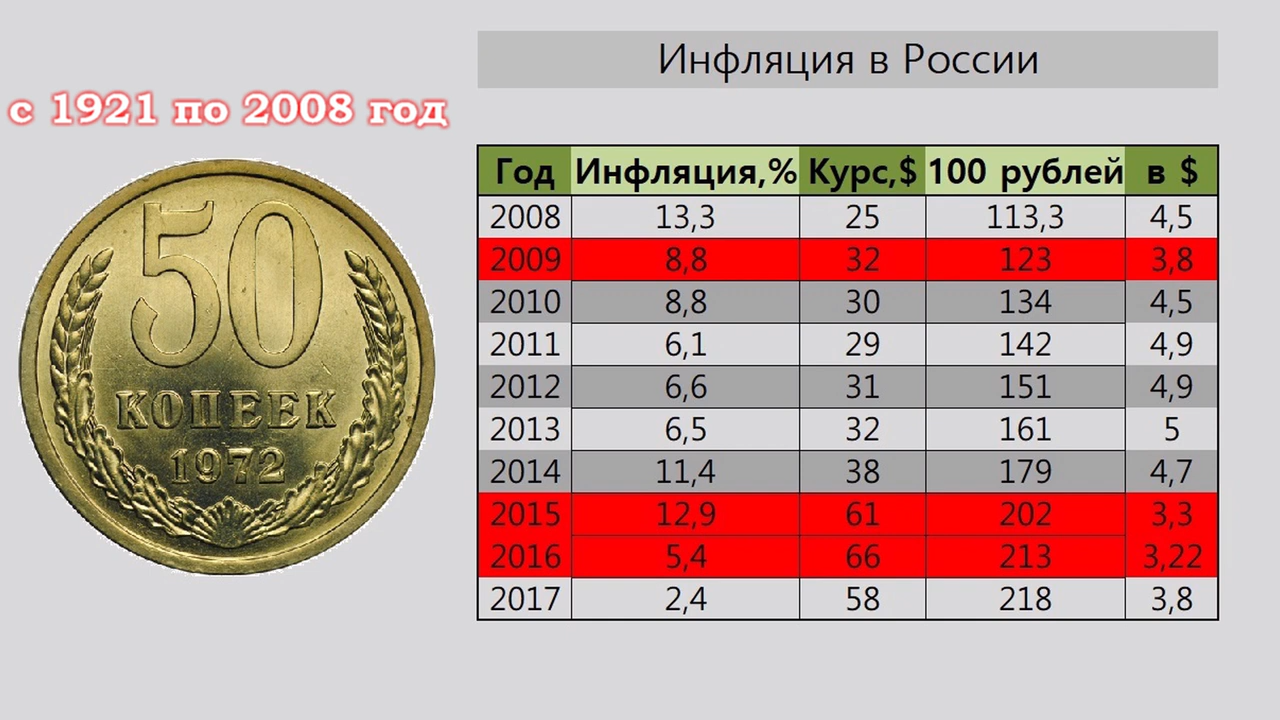 Инфляция в России
с 1921 по 2008 год
50
КОПЕЕК
1972
Год Инфляция,% Курс,$ 100 рублей в $
2008 13,3 25 113,3 4,5
2009 8,8 32 123 3,8
2010 8,8 30 134 4,5
2011 6,1 29 142 4,9
2012 6,6 31 151 4,9
2013 6,5 32 161 5
2014 11,4 38 179 4,7
2015 12,9 61 202 3,3
2016 5,4 66 213 3,22
2017 2,4 58 218 3,8